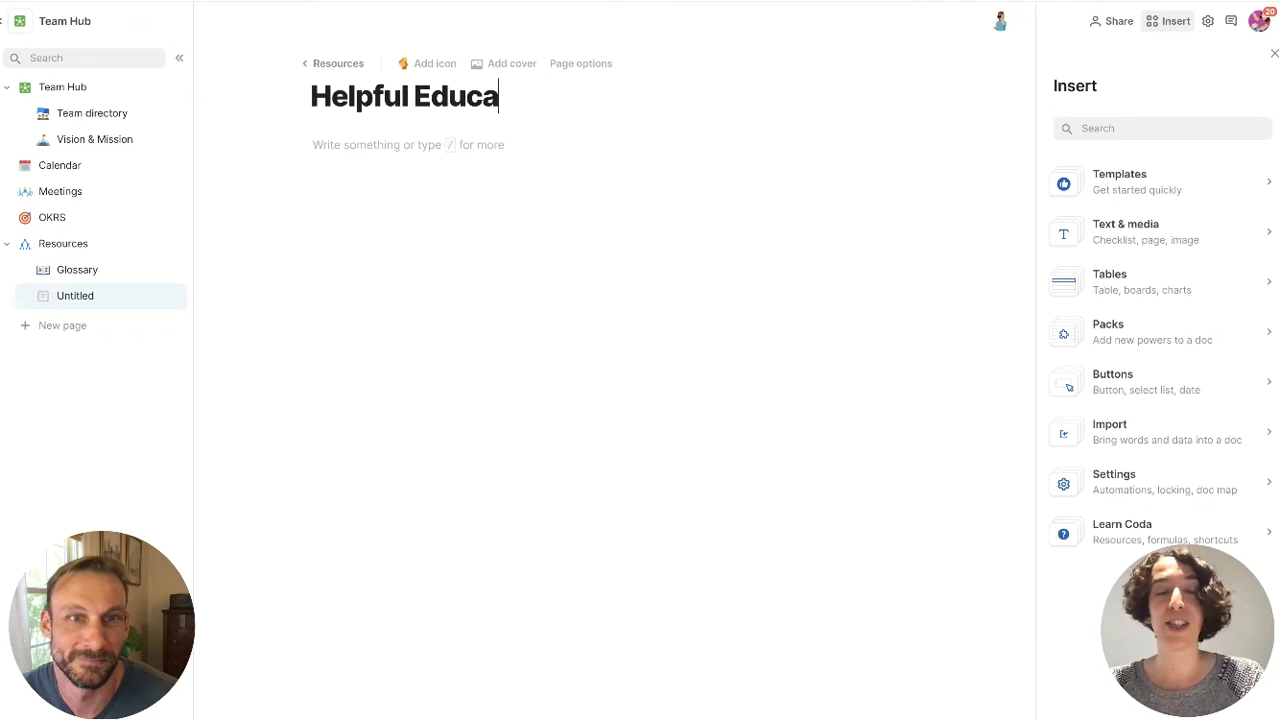 Team Hub
Search
Team Hub
Team directory
Vision & Mission
Calendar
Meetings
OKRS
Resources
Glossary
Untitled
New page
Resources
Add icon
Add cover
Page options
Helpful Educa
Write something or type / for more
Share
Insert
20
Insert
Search
Templates
Get started quickly
Text & media
Checklist, page, image
Tables
Table, boards, charts
Packs
Add new powers to a doc
Buttons
Button, select list, date
Import
Bring words and data into a doc
Settings
Automations, locking, doc map
Learn Coda
Resources, formulas, shortcuts